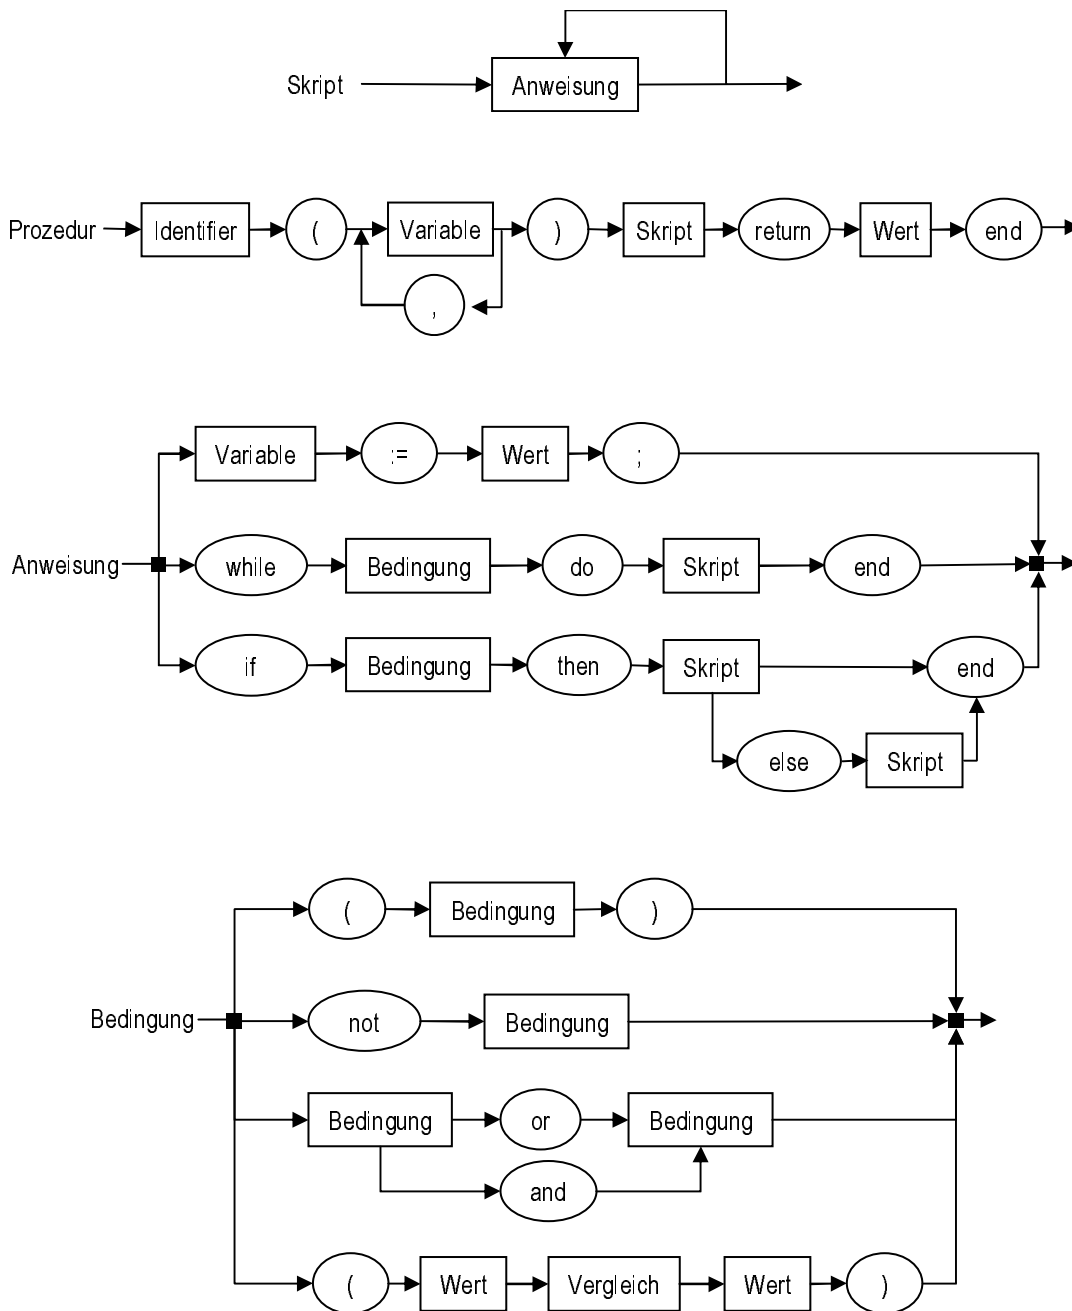 Skript Anweisung
Prozedur Identifier ( Variable ) Skript return Wert end
,
Variable := Wert ;
Anweisung while Bedingung do Skript end
if Bedingung then Skript end
else Skript
( Bedingung )
Bedingung not Bedingung
Bedingung or Bedingung
and
( Wert Vergleich Wert )